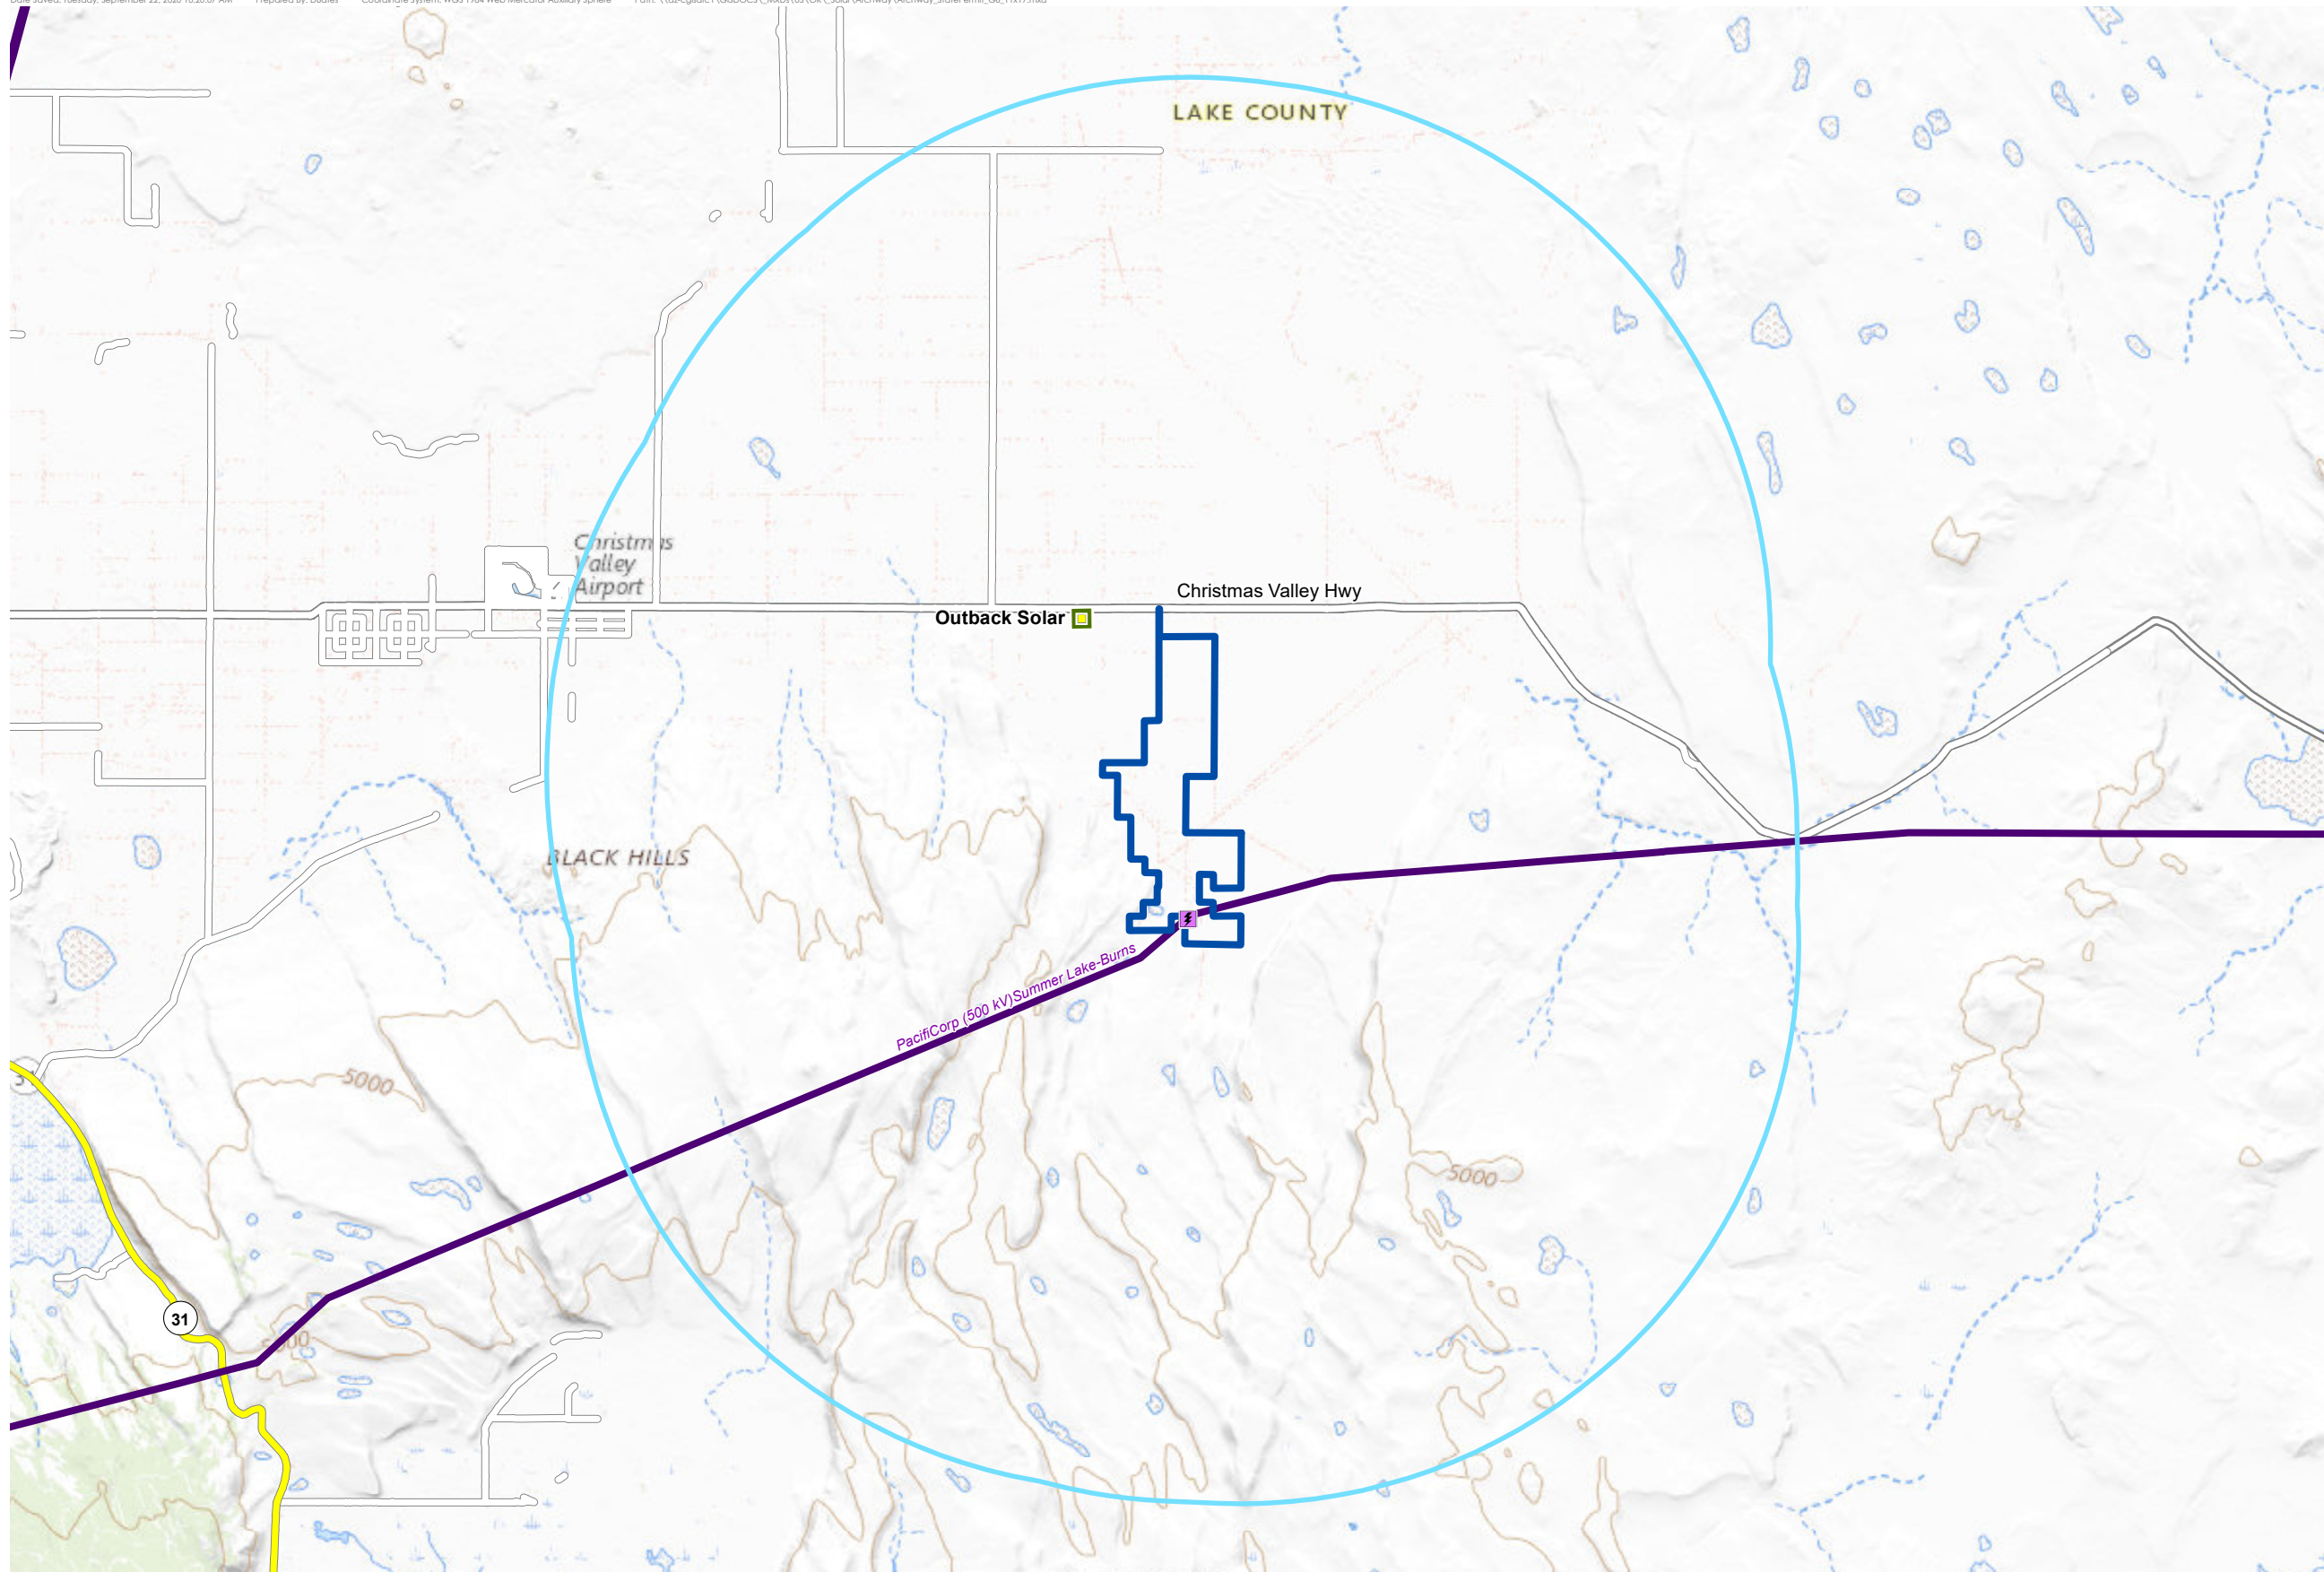 LAKE COUNTY
Christmas
Valley
Airport
Christmas Valley Hwy
Outback Solar
BLACK HILLS
PacifiCorp (500 kV)Summer Lake-Burns
5000
5000
31